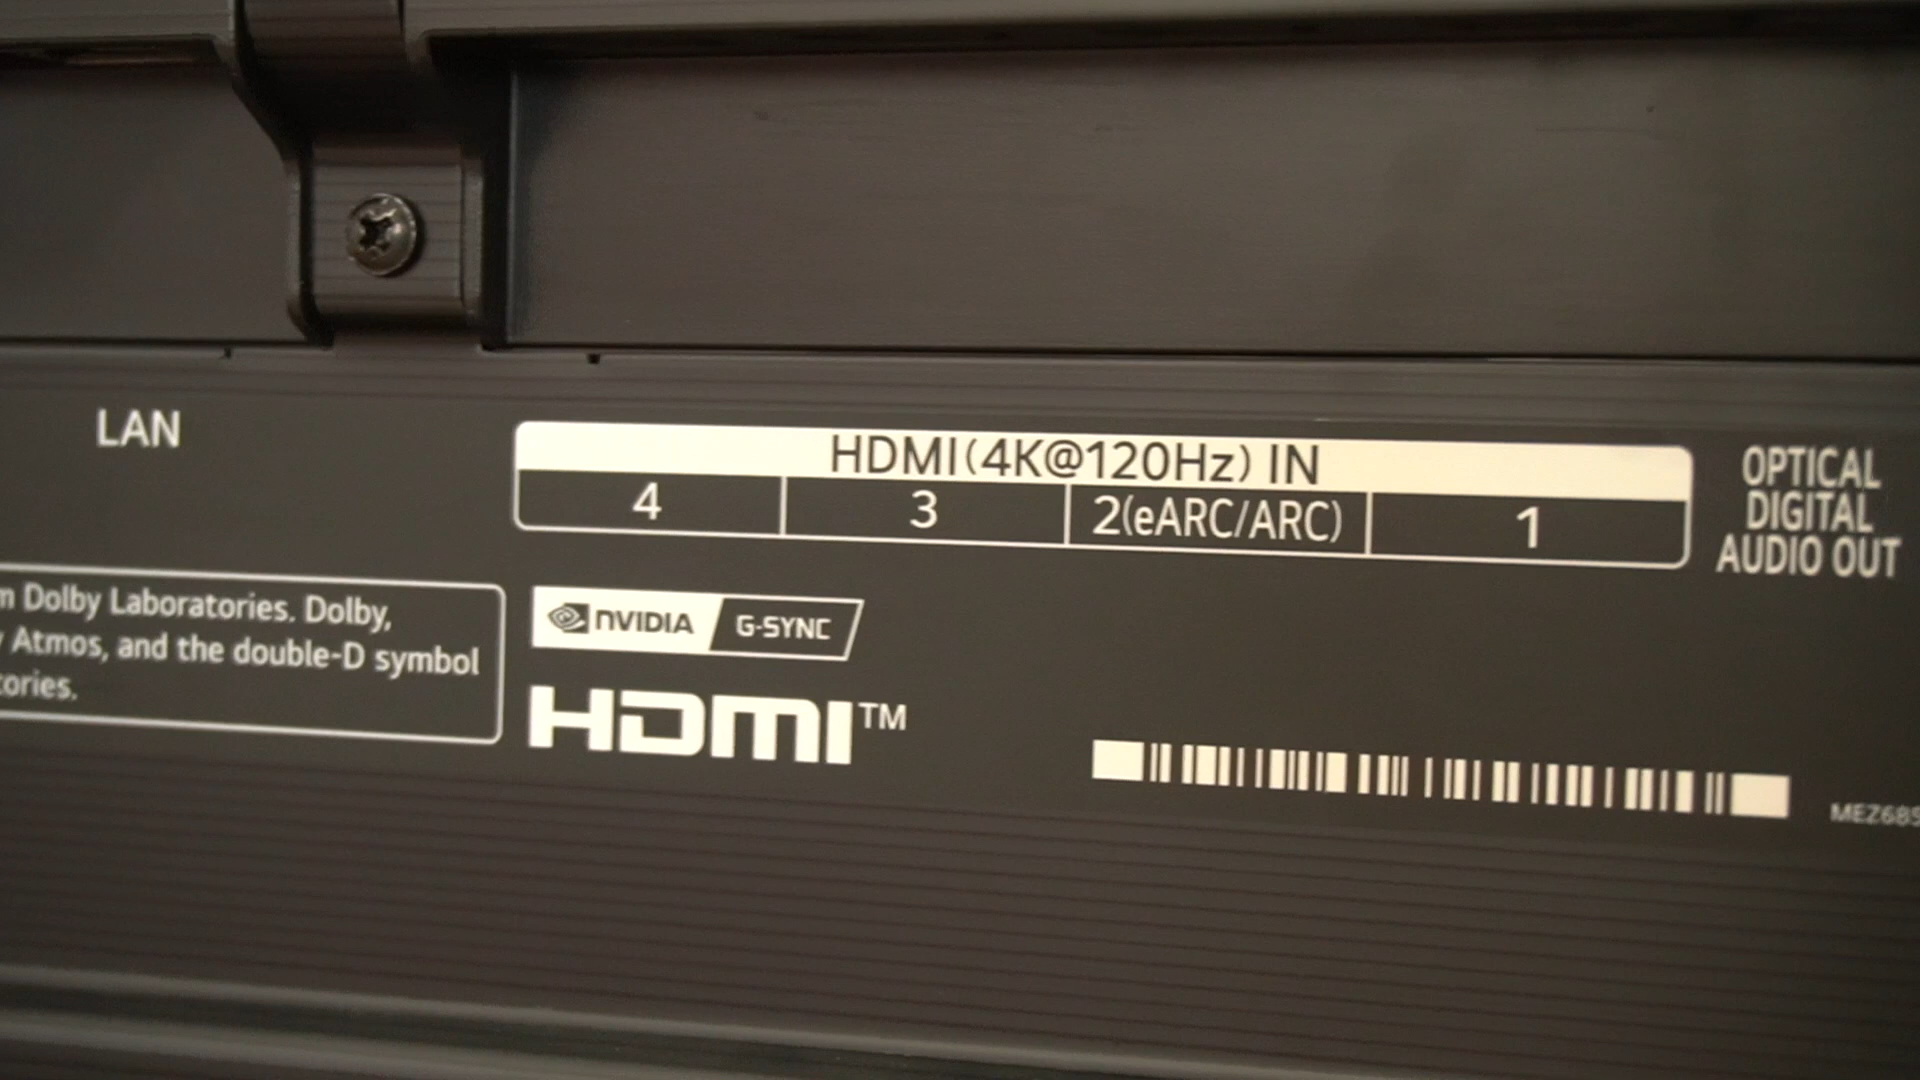 LAN
HDMI(4K@120Hz) IN
4
3
2(eARC/ARC)
1
OPTICAL
DIGITAL
AUDIO OUT
Dolby Laboratories. Dolby,
Atmos, and the double-D symbol
NVIDIA G-SYNC
HDMI™